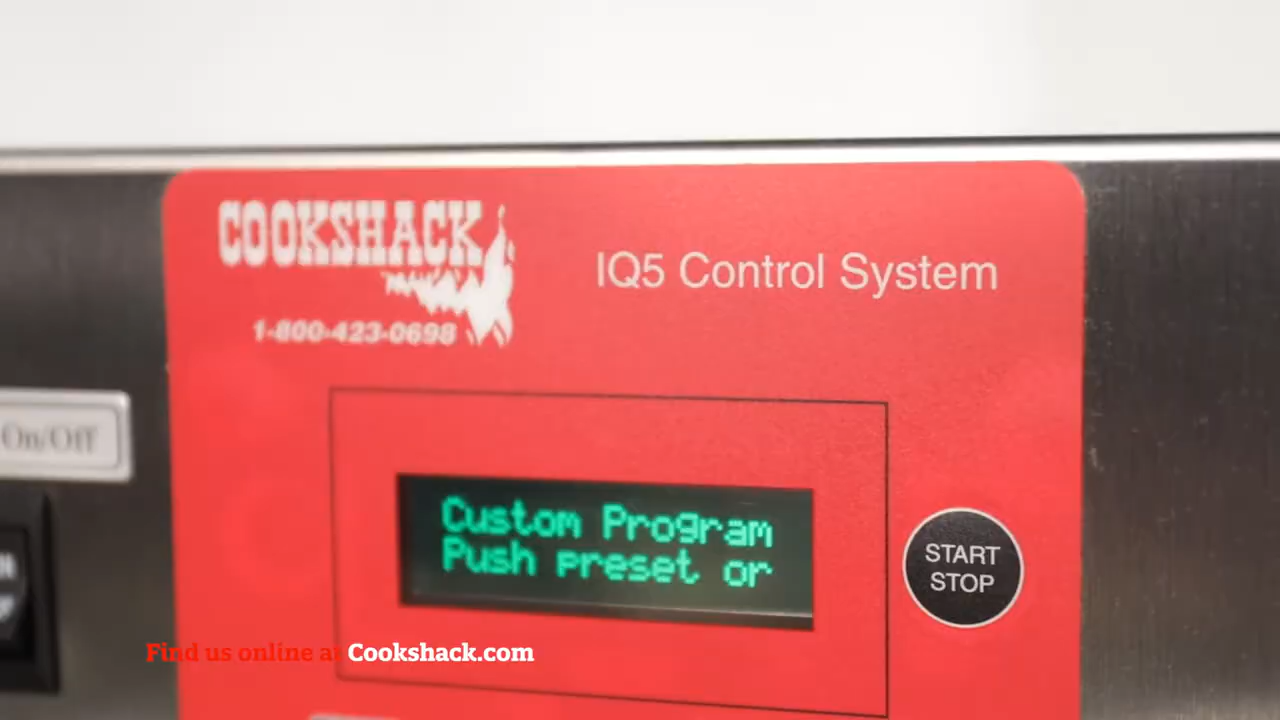 COOKSHACK
1-800-423-0698
IQ5 Control System
On/Off
Custom Program
Push preset or
START
STOP
Find us online at Cookshack.com